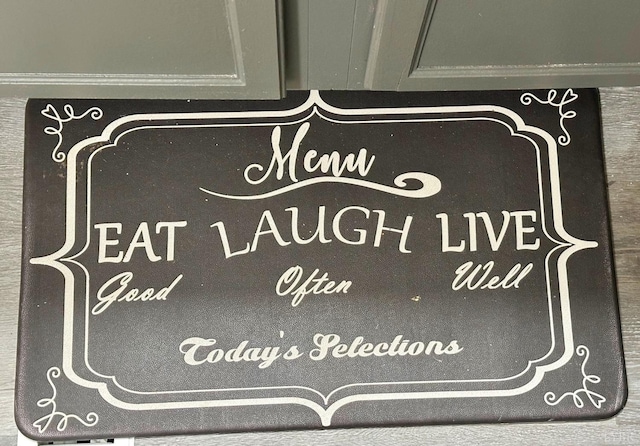 Menu
EAT LAUGH LIVE
Good Often Well
Today's Selections